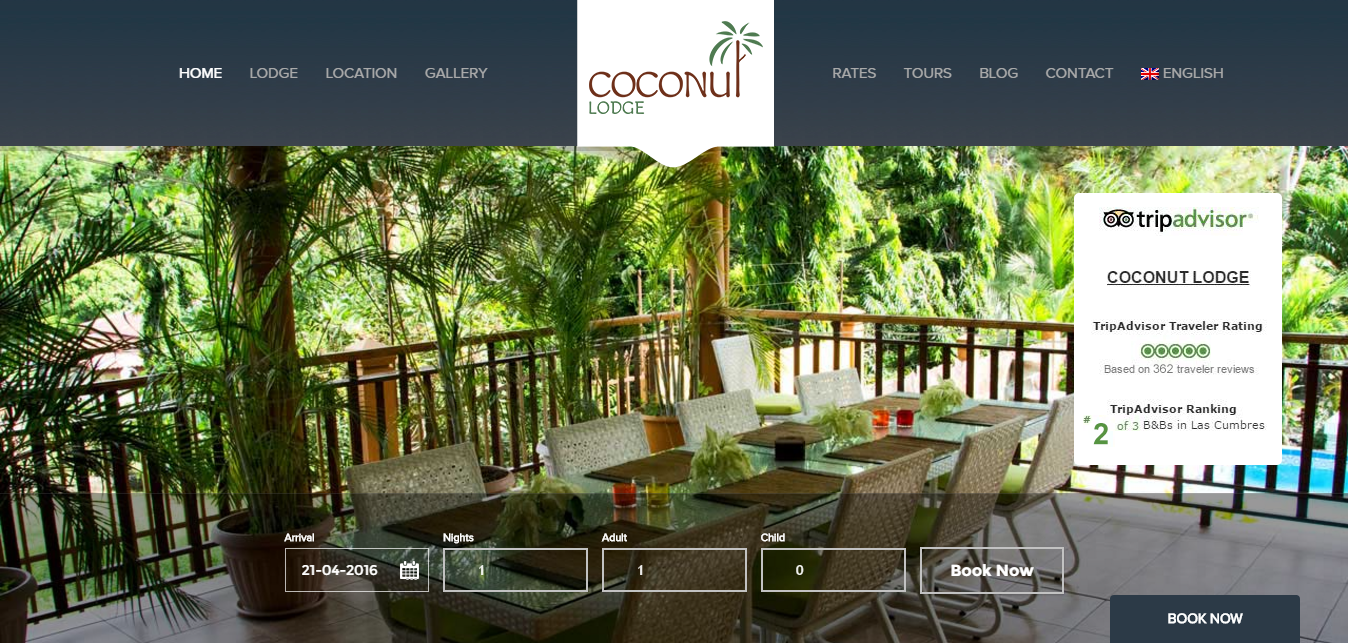 HOME LODGE LOCATION GALLERY
COCONUT
LODGE
RATES TOURS BLOG CONTACT ENGLISH
tripadvisor®
COCONUT LODGE
TripAdvisor Traveler Rating
Based on 362 traveler reviews
TripAdvisor Ranking
#2 of 3 B&Bs in Las Cumbres
Arrival Nights Adult Child
21-04-2016 1 1 0 Book Now
BOOK NOW